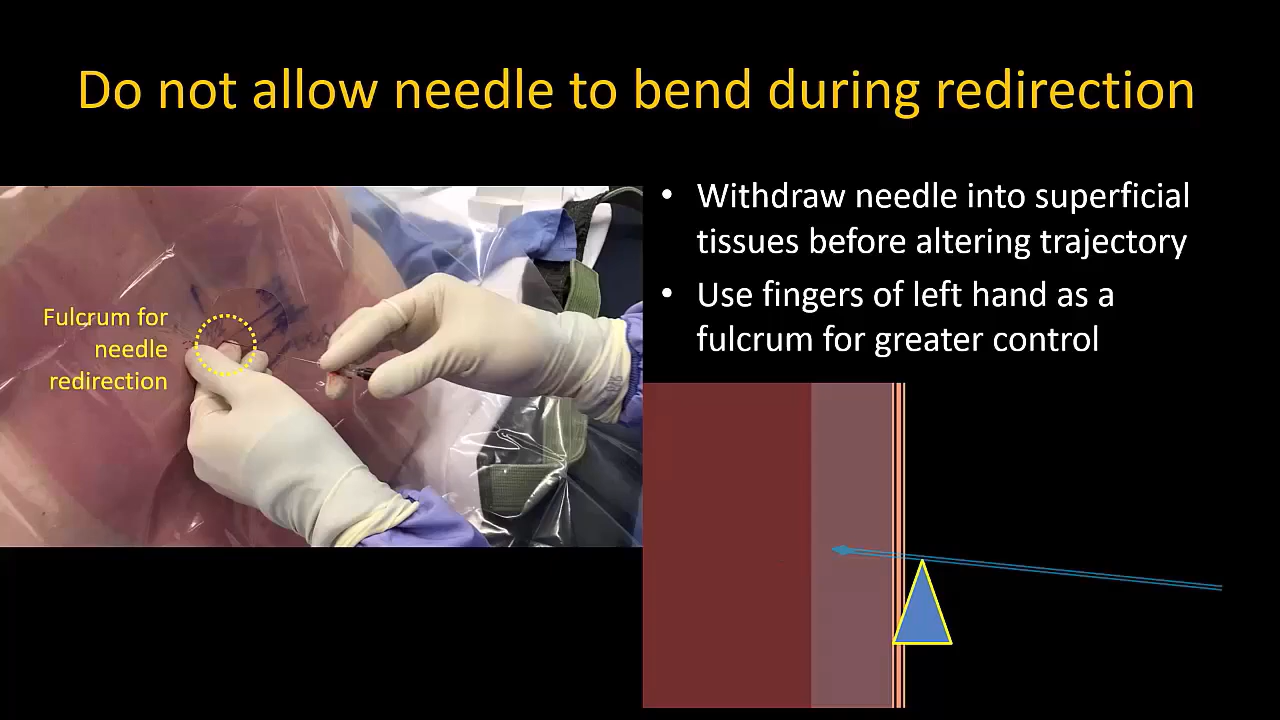 Do not allow needle to bend during redirection
Fulcrum for
needle
redirection
• Withdraw needle into superficial
tissues before altering trajectory
• Use fingers of left hand as a
fulcrum for greater control